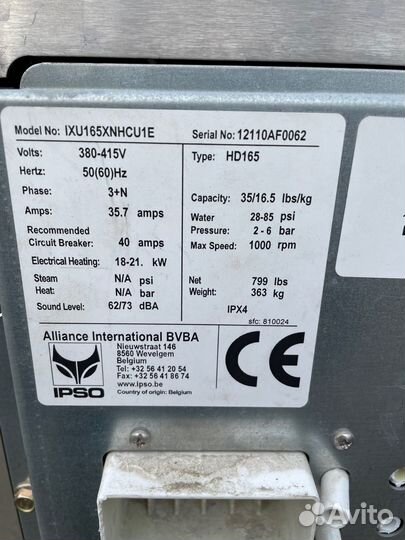 Model No: IXU165XNHCU1E Serial No: 12110AF0062
Volts: 380-415V Type: HD165
Hertz: 50(60)Hz
Phase: 3+N Capacity: 35/16.5 lbs/kg
Amps: 35.7 amps Water 28-85 psi
Recommended Pressure: 2 - 6 bar
Circuit Breaker: 40 amps Max Speed: 1000 rpm
Electrical Heating: 18-21. kW
Steam N/A psi Net 799 lbs
Heat: N/A bar Weight: 363 kg
Sound Level: 62/73 dBA IPX4
sfc: 810024
Alliance International BVBA
Nieuwstraat 146
8560 Wevelgem
Belgium
Tel: +32 56 41 20 54
Fax: +32 56 41 86 74
www.ipso.be
Country of origin: Belgium
IPSO
CE
Avito